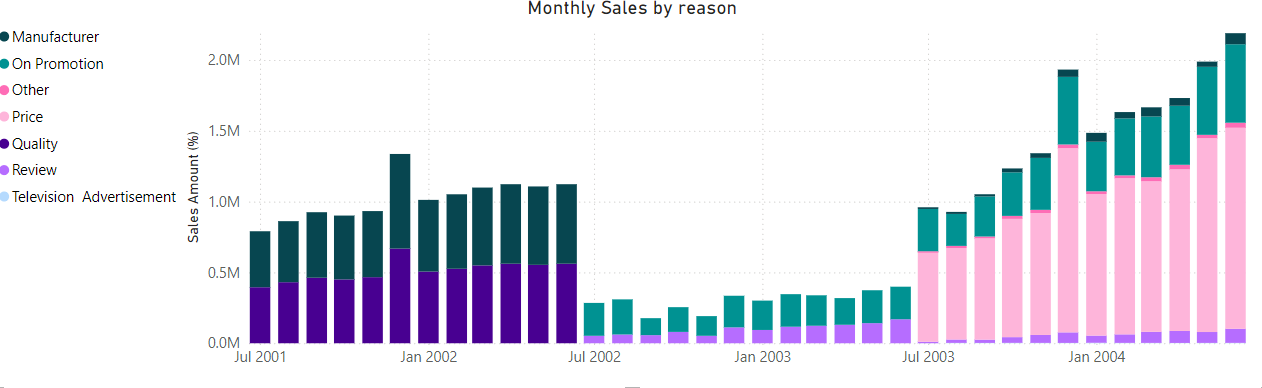 Monthly Sales by reason
Manufacturer
On Promotion
Other
Price
Quality
Review
Television Advertisement
Sales Amount (%)
2.0M
1.5M
1.0M
0.5M
0.0M
Jul 2001
Jan 2002
Jul 2002
Jan 2003
Jul 2003
Jan 2004